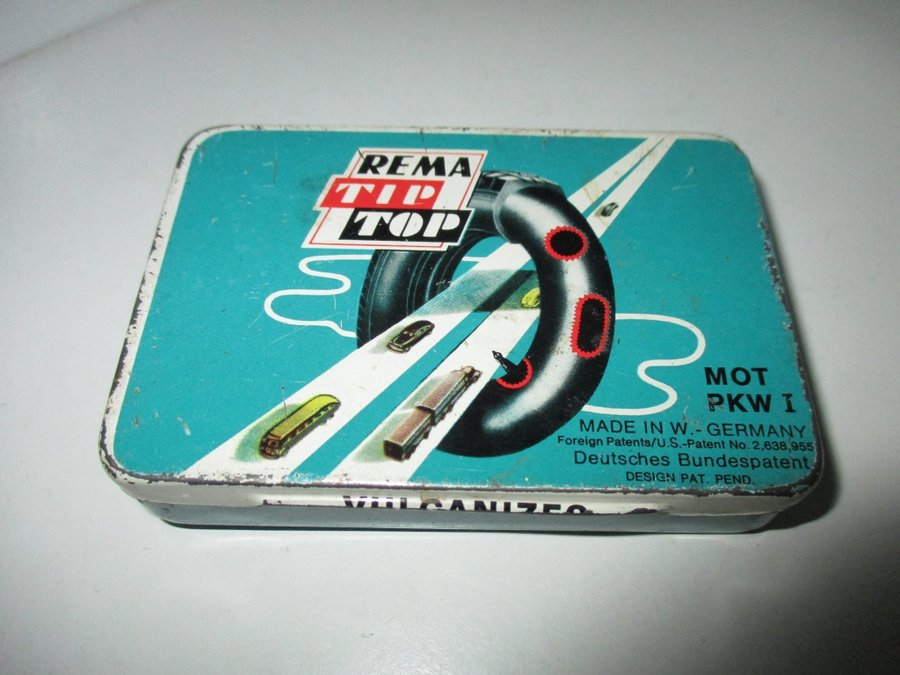 REMA
TIP
TOP
MOT
PKW I
MADE IN W.- GERMANY
Foreign Patents/U.S.-Patent No. 2,638,955
Deutsches Bundespatent
DESIGN PAT. PEND.
VULCANIZES